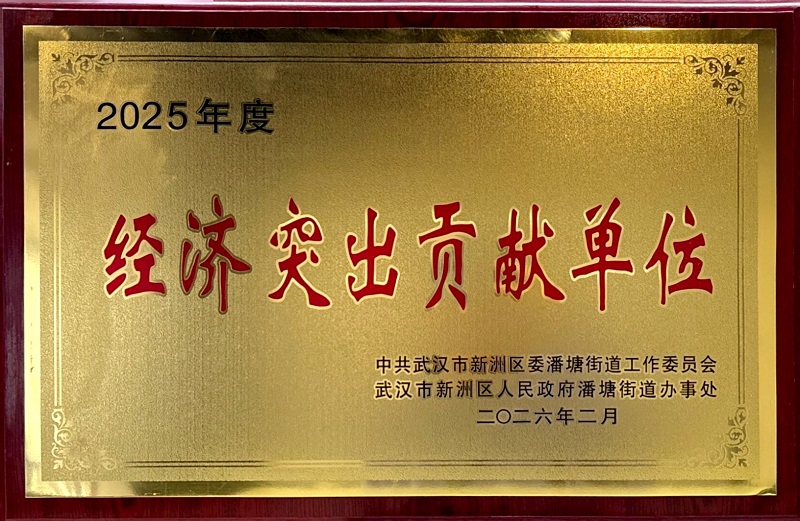 2025年度
经济突出贡献单位
中共武汉市新洲区委潘塘街道工作委员会
武汉市新洲区人民政府潘塘街道办事处
二〇二六年二月